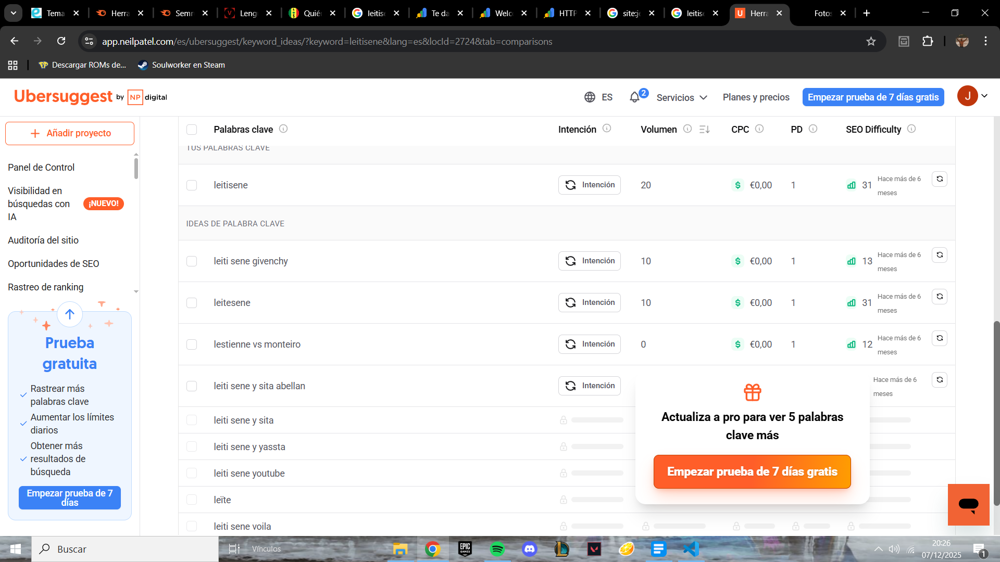 Tema
Herra
Semr
Leng
Quié
leitise
Te da
Welc
HTTP
site:je
leitise
Herra
Fotos
app.neilpatel.com/es/ubersuggest/keyword_ideas/?keyword=leitisene&lang=es&locId=2724&tab=comparisons
Descargar ROMs de...
Soulworker en Steam
Ubersuggest by NP digital
ES
2
Servicios
Planes y precios
Empezar prueba de 7 días gratis
J
Añadir proyecto
Panel de Control
Visibilidad en
búsquedas con
IA
¡NUEVO!
Auditoría del sitio
Oportunidades de SEO
Rastreo de ranking
Prueba
gratuita
Rastrear más
palabras clave
Aumentar los límites
diarios
Obtener más
resultados de
búsqueda
Empezar prueba de 7
días
Palabras clave Intención Volumen CPC PD SEO Difficulty
TUS PALABRAS CLAVE
leitisene Intención 20 $ €0,00 1 31 Hace más de 6
meses
IDEAS DE PALABRA CLAVE
leiti sene givenchy Intención 10 $ €0,00 1 13 Hace más de 6
meses
leitesene Intención 10 $ €0,00 1 31 Hace más de 6
meses
lestienne vs monteiro Intención 0 $ €0,00 1 12 Hace más de 6
meses
leiti sene y sita abellan Intención Hace más de 6
meses
leiti sene y sita
leiti sene y yassta
leiti sene youtube
leïte
leiti sene voila
Actualiza a pro para ver 5 palabras
clave más
Empezar prueba de 7 días gratis
Buscar
Vínculos
EPIC
GAMES
20:26
07/12/2025
1